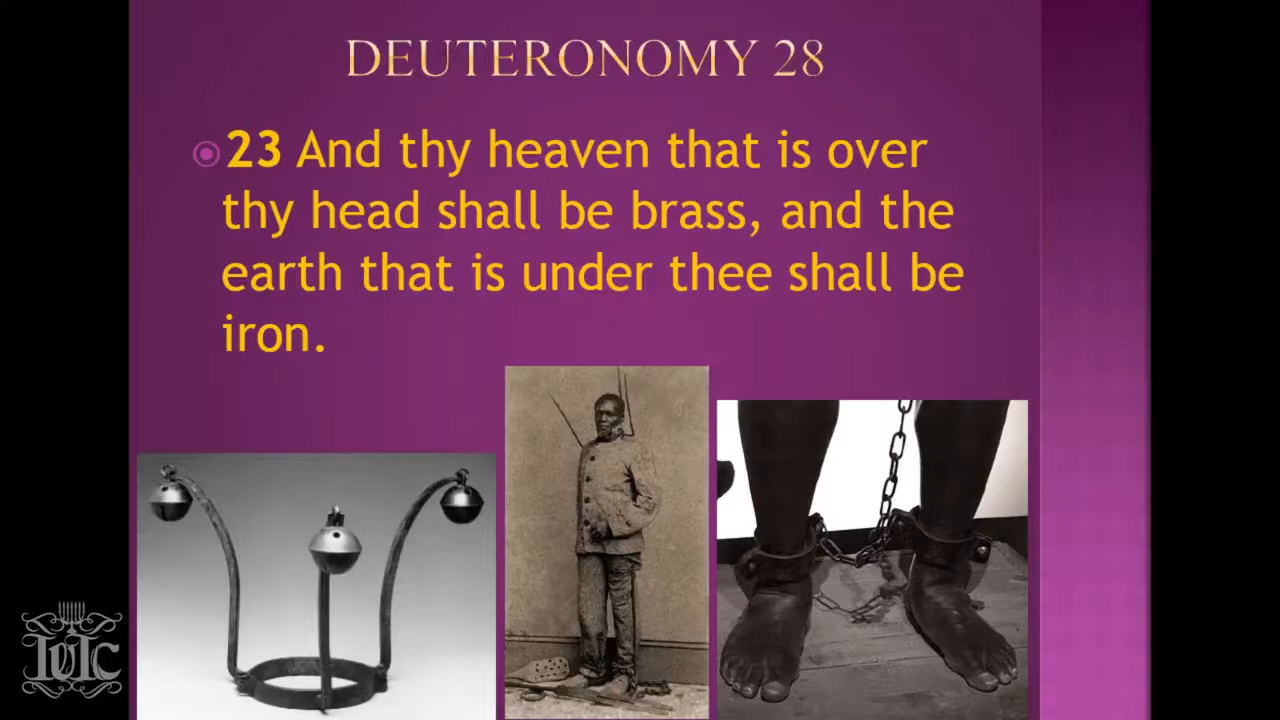 DEUTERONOMY 28
23 And thy heaven that is over
thy head shall be brass, and the
earth that is under thee shall be
iron.
IUIC